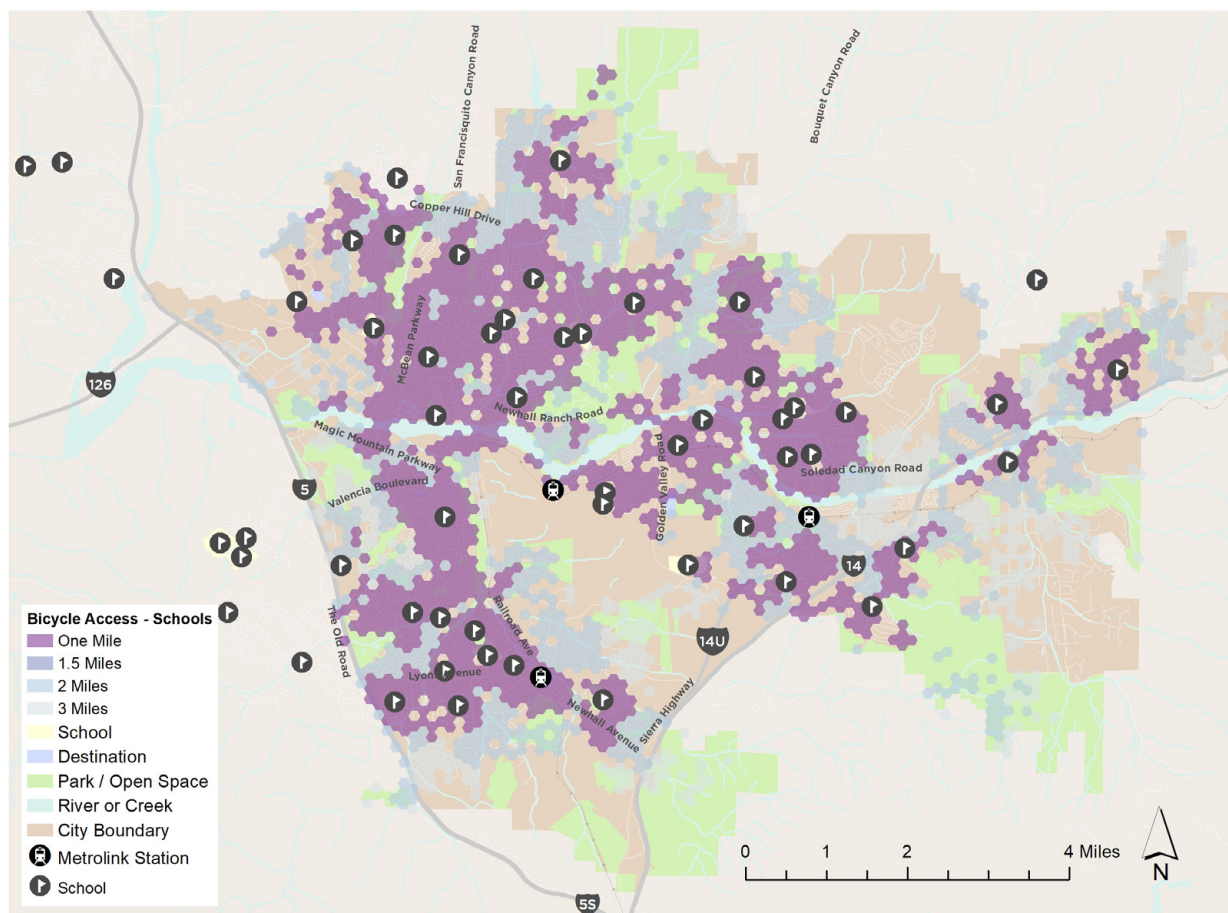 San Francisquito Canyon Road
Bouquet Canyon Road
Copper Hill Drive
McBean Parkway
126
Newhall Ranch Road
Magic Mountain Parkway
Golden Valley Road
Soledad Canyon Road
5
Valencia Boulevard
14
The Old Road
Railroad Ave
14U
Lyons Avenue
Newhall Avenue
Sierra Highway
Bicycle Access - Schools
One Mile
1.5 Miles
2 Miles
3 Miles
School
Destination
Park / Open Space
River or Creek
City Boundary
Metrolink Station
School
0 1 2 4 Miles
N
5S